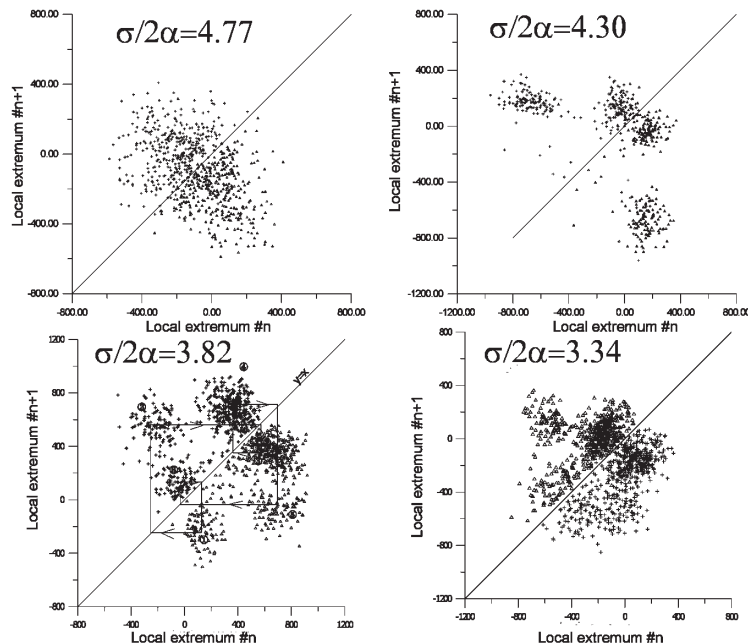 σ/2α=4.77
Local extremum #n+1
800.00
400.00
0.00
-400.00
-800.00
-800.00 -400.00 0.00 400.00 800.00
Local extremum #n
σ/2α=4.30
Local extremum #n+1
800.00
400.00
0.00
-400.00
-800.00
-1200.00
-1200.00 -800.00 -400.00 0.00 400.00 800.00
Local extremum #n
σ/2α=3.82
y=x
Local extremum #n+1
1200
800
400
0
-400
-800
-800 -400 0 400 800 1200
Local extremum #n
σ/2α=3.34
Local extremum #n+1
800
400
0
-400
-800
-1200
-1200 -800 -400 0 400 800
Local extremum #n